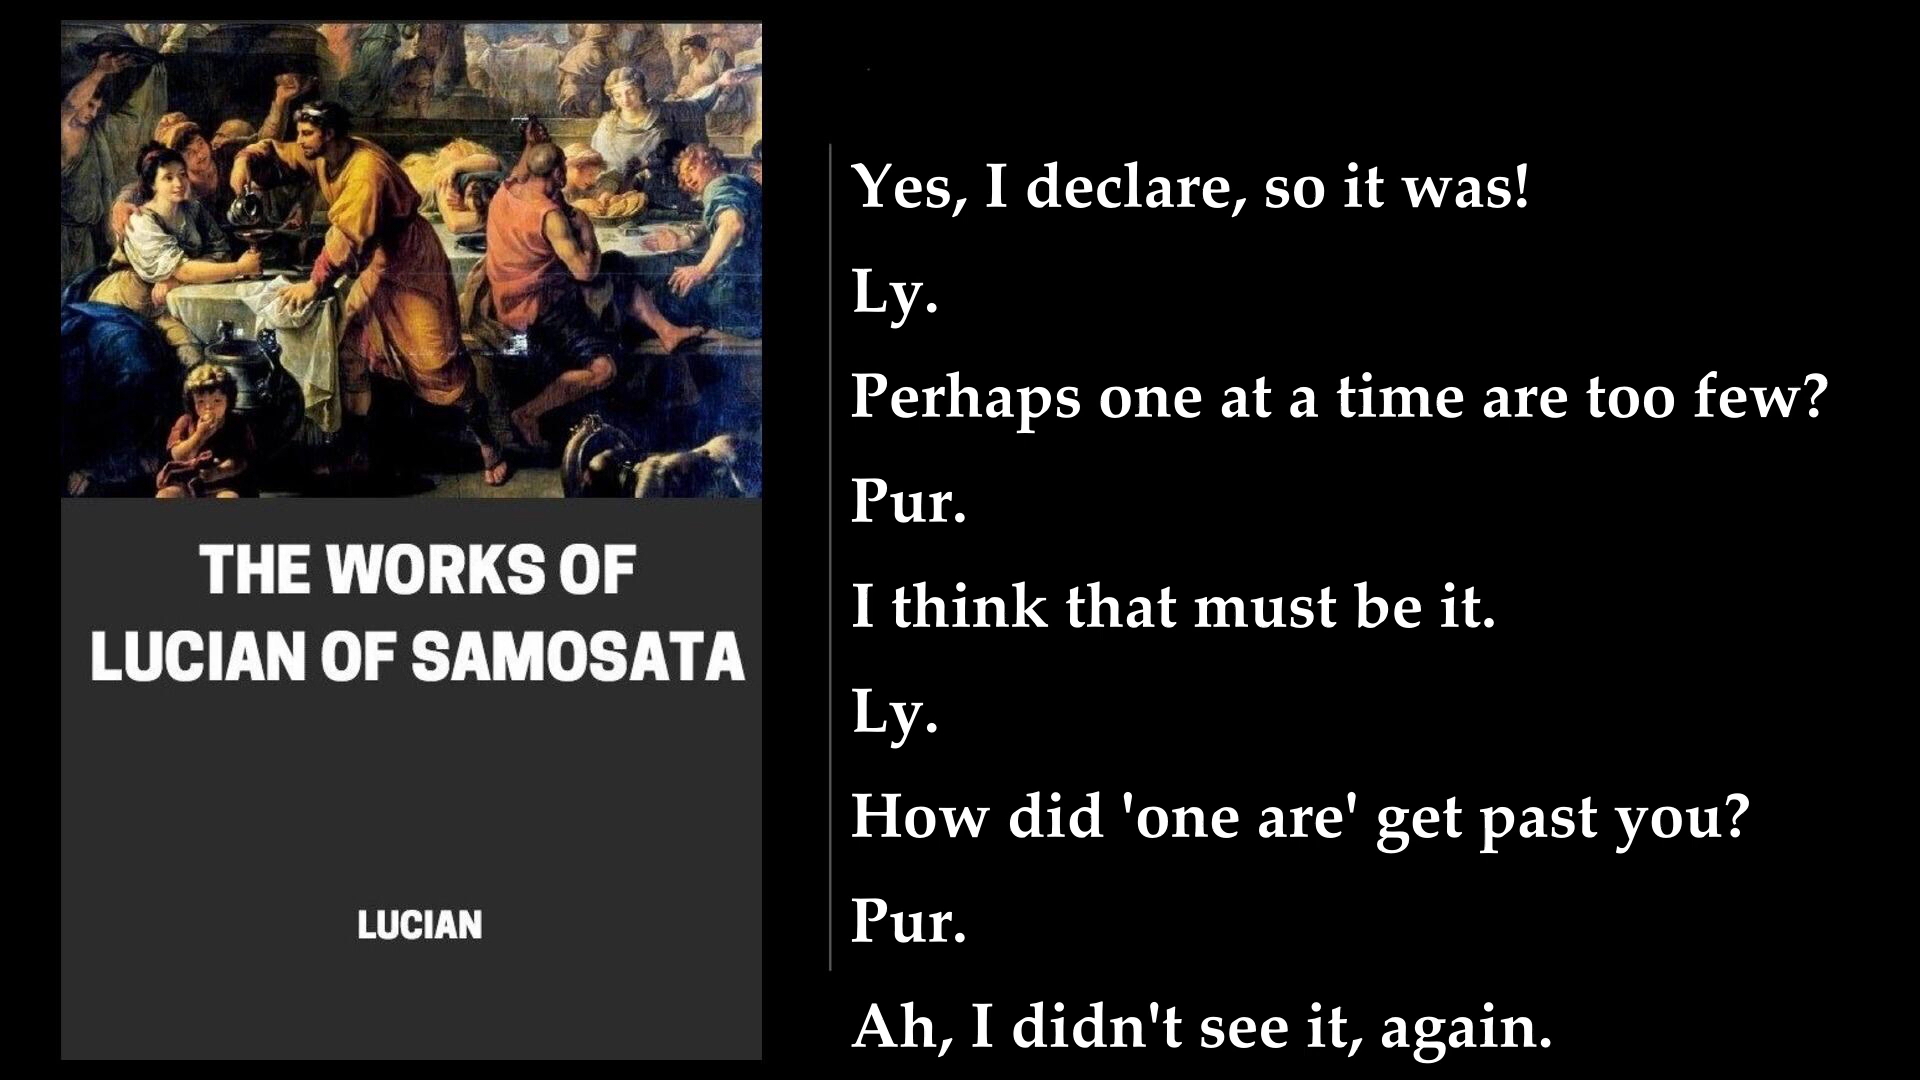 THE WORKS OF
LUCIAN OF SAMOSATA
LUCIAN
Yes, I declare, so it was!
Ly.
Perhaps one at a time are too few?
Pur.
I think that must be it.
Ly.
How did 'one are' get past you?
Pur.
Ah, I didn't see it, again.